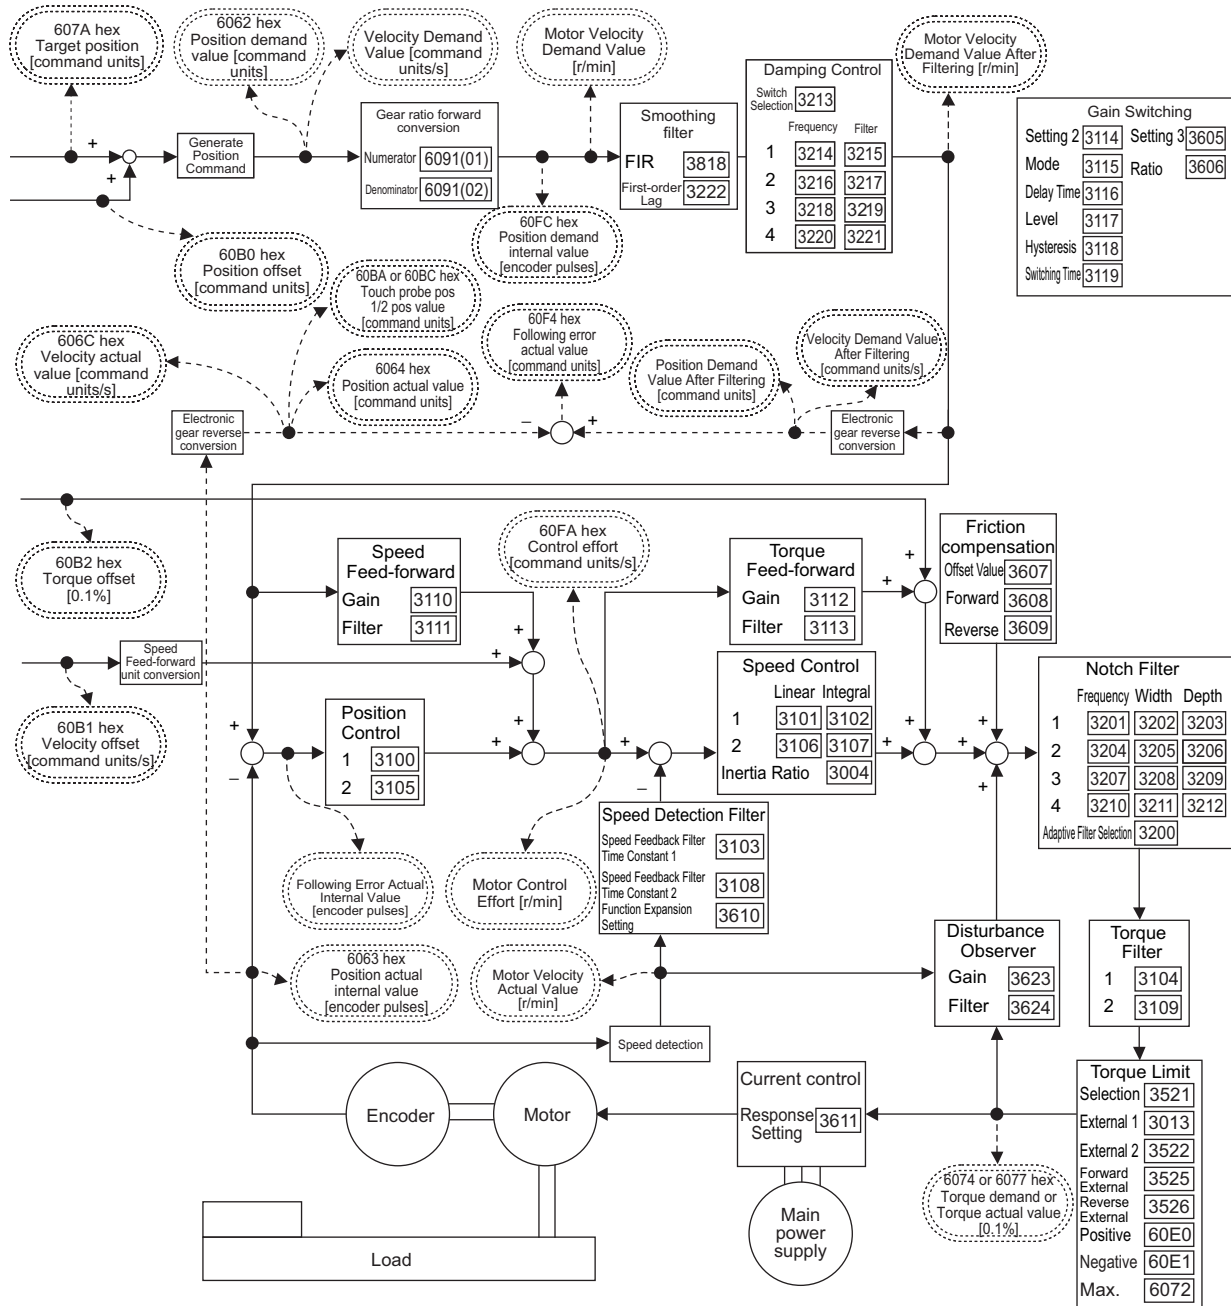 607A hex
Target position
[command units]
6062 hex
Position demand
value [command
units]
Velocity Demand
Value [command
units/s]
Motor Velocity
Demand Value
[r/min]
Motor Velocity
Demand Value After
Filtering [r/min]
+
+
Generate
Position
Command
Gear ratio forward
conversion
Numerator 6091(01)
Denominator 6091(02)
Smoothing
filter
FIR 3818
First-order
Lag 3222
Damping Control
Switch
Selection 3213
Frequency Filter
1 3214 3215
2 3216 3217
3 3218 3219
4 3220 3221
Gain Switching
Setting 2 3114 Setting 3 3605
Mode 3115 Ratio 3606
Delay Time 3116
Level 3117
Hysteresis 3118
Switching Time 3119
60B0 hex
Position offset
[command units]
60BA or 60BC hex
Touch probe pos
1/2 pos value
[command units]
60FC hex
Position demand
internal value
[encoder pulses]
606C hex
Velocity actual
value [command
units/s]
6064 hex
Position actual value
[command units]
60F4 hex
Following error
actual value
[command units]
Position Demand
Value After Filtering
[command units]
Velocity Demand Value
After Filtering
[command units/s]
Electronic
gear reverse
conversion
−
+
Electronic
gear reverse
conversion
60B2 hex
Torque offset
[0.1%]
Speed
Feed-forward
Gain 3110
Filter 3111
60FA hex
Control effort
[command units/s]
Torque
Feed-forward
Gain 3112
Filter 3113
+
+
Friction
compensation
Offset Value 3607
Forward 3608
Reverse 3609
Speed
Feed-forward
unit conversion
+
+
60B1 hex
Velocity offset
[command units/s]
+
−
Position
Control
1 3100
2 3105
+
+
+
−
Speed Control
Linear Integral
1 3101 3102
2 3106 3107
Inertia Ratio 3004
+
+
+
+
+
Notch Filter
Frequency Width Depth
1 3201 3202 3203
2 3204 3205 3206
3 3207 3208 3209
4 3210 3211 3212
Adaptive Filter Selection 3200
Speed Detection Filter
Speed Feedback Filter
Time Constant 1 3103
Speed Feedback Filter
Time Constant 2 3108
Function Expansion
Setting 3610
Following Error Actual
Internal Value
[encoder pulses]
Motor Control
Effort [r/min]
6063 hex
Position actual
internal value
[encoder pulses]
Motor Velocity
Actual Value
[r/min]
Disturbance
Observer
Gain 3623
Filter 3624
Torque
Filter
1 3104
2 3109
Speed detection
Encoder
Motor
Current control
Response
Setting 3611
Torque Limit
Selection 3521
External 1 3013
External 2 3522
Forward
External 3525
Reverse
External 3526
Positive 60E0
Negative 60E1
Max. 6072
6074 or 6077 hex
Torque demand or
Torque actual value
[0.1%]
Main
power
supply
Load